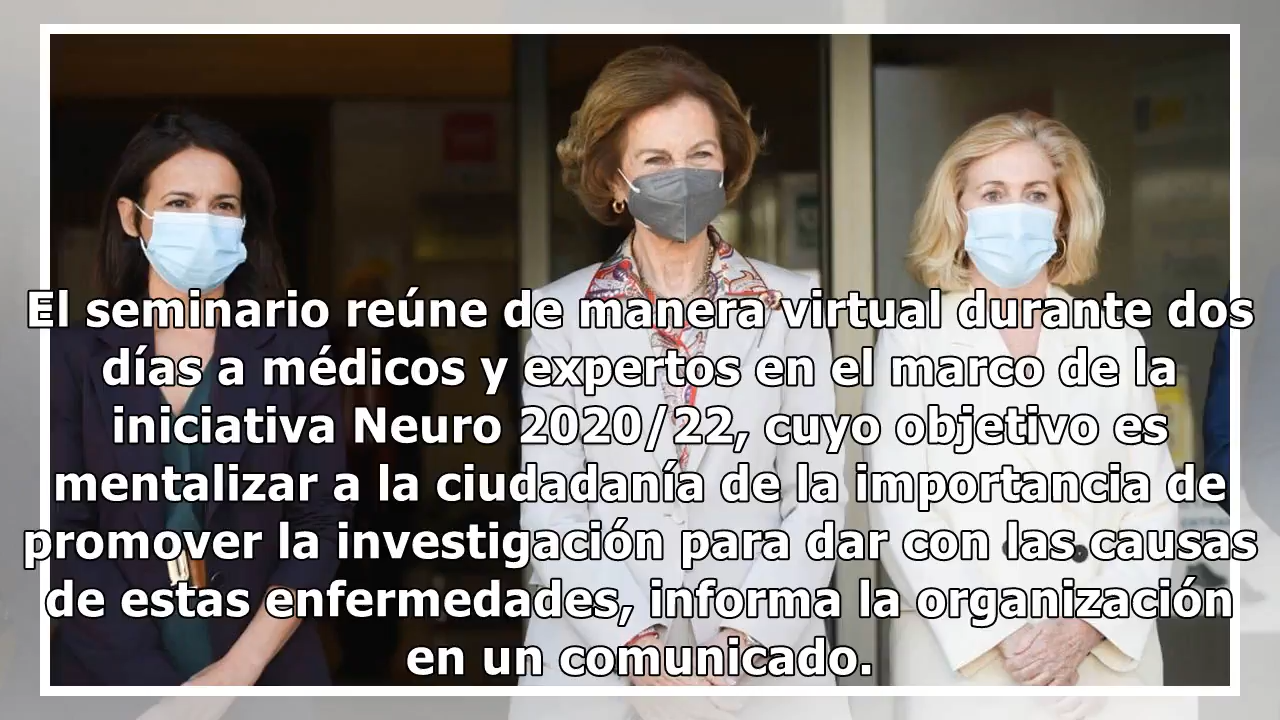 El seminario reúne de manera virtual durante dos
días a médicos y expertos en el marco de la
iniciativa Neuro 2020/22, cuyo objetivo es
mentalizar a la ciudadanía de la importancia de
promover la investigación para dar con las causas
de estas enfermedades, informa la organización
en un comunicado.